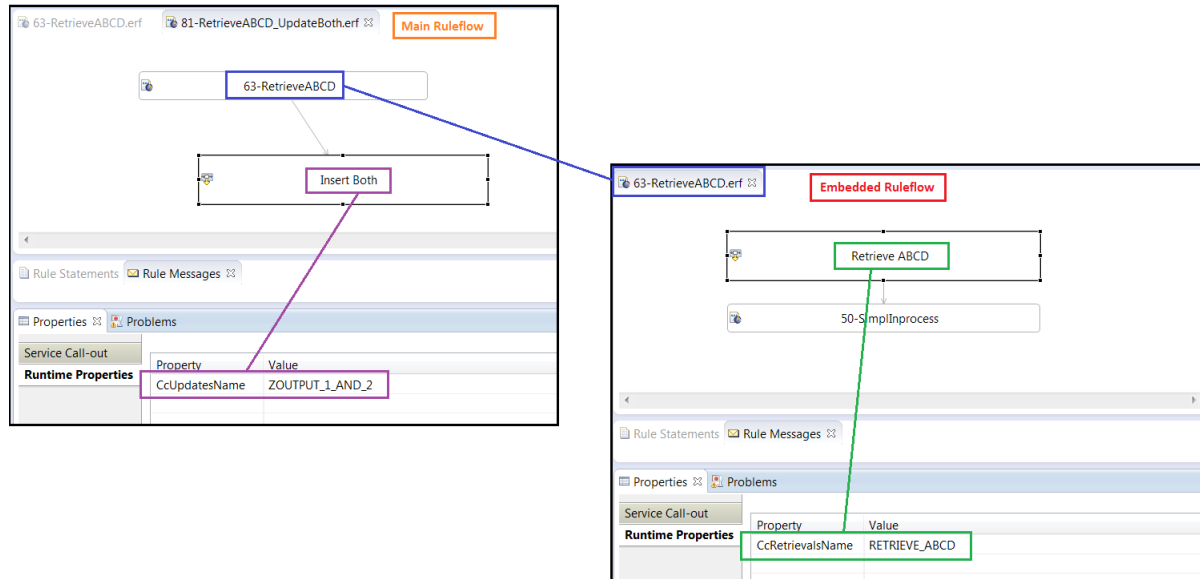 63-RetrieveABCD.erf
81-RetrieveABCD_UpdateBoth.erf
Main Ruleflow
63-RetrieveABCD
Insert Both
Rule Statements
Rule Messages
Properties
Problems
Service Call-out
Runtime Properties
Property Value
CcUpdatesName ZOUTPUT_1_AND_2
63-RetrieveABCD.erf
Embedded Ruleflow
Retrieve ABCD
50-SimplInprocess
Rule Statements
Rule Messages
Properties
Problems
Service Call-out
Runtime Properties
Property Value
CcRetrievalsName RETRIEVE_ABCD